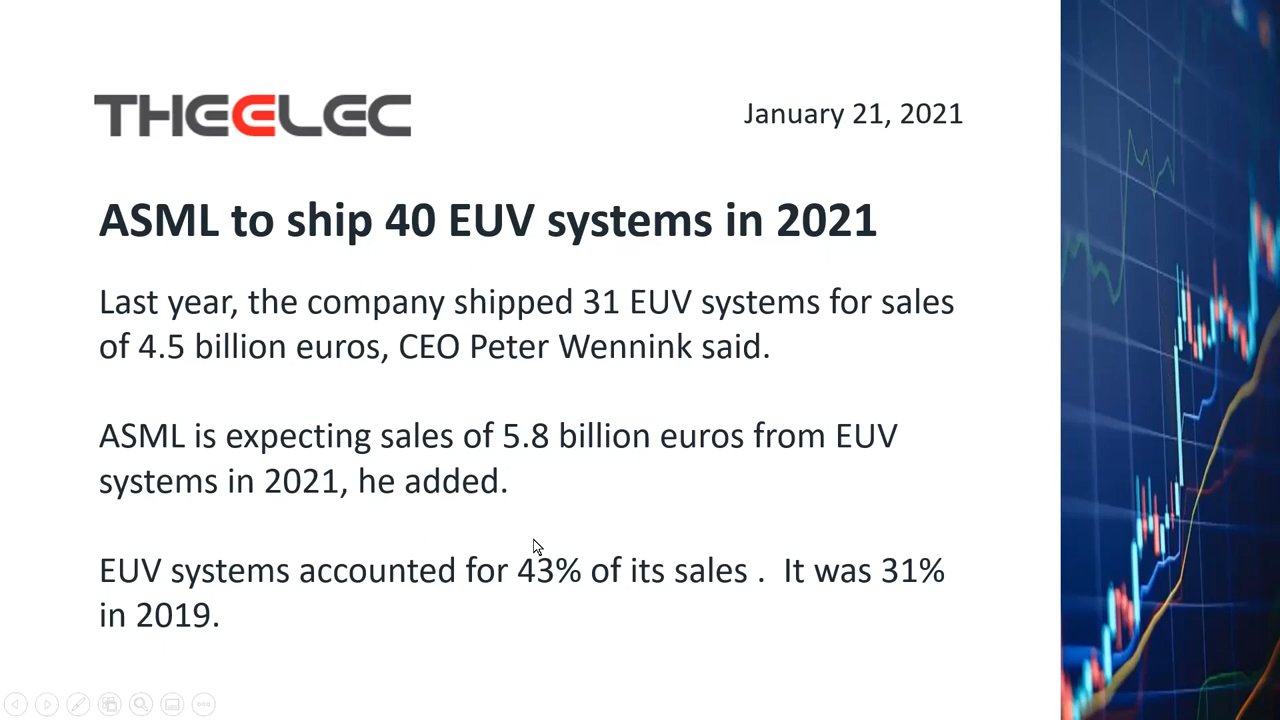 THEELEC
January 21, 2021
ASML to ship 40 EUV systems in 2021
Last year, the company shipped 31 EUV systems for sales
of 4.5 billion euros, CEO Peter Wennink said.
ASML is expecting sales of 5.8 billion euros from EUV
systems in 2021, he added.
EUV systems accounted for 43% of its sales .  It was 31%
in 2019.